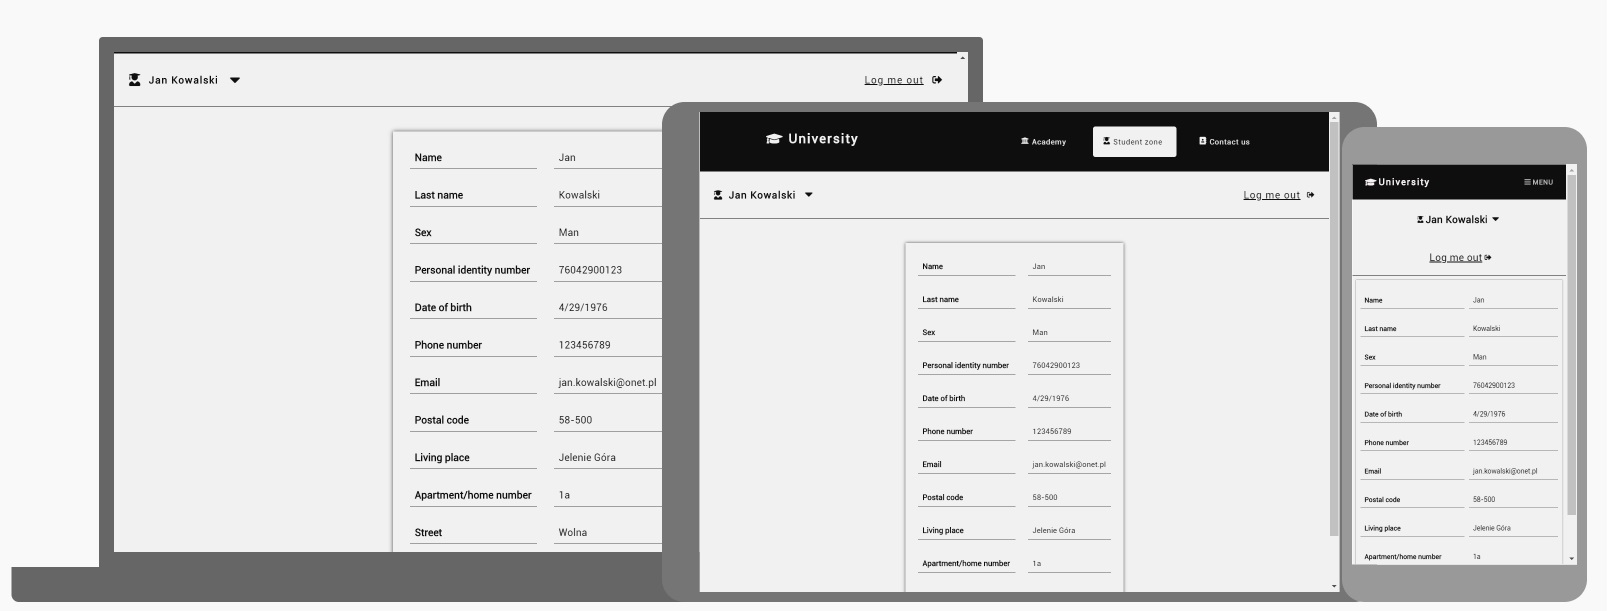 Jan Kowalski
Log me out
Name Jan
Last name Kowalski
Sex Man
Personal identity number 76042900123
Date of birth 4/29/1976
Phone number 123456789
Email jan.kowalski@onet.pl
Postal code 58-500
Living place Jelenie Góra
Apartment/home number 1a
Street Wolna
University Academy Student zone Contact us
Jan Kowalski
Log me out
Name Jan
Last name Kowalski
Sex Man
Personal identity number 76042900123
Date of birth 4/29/1976
Phone number 123456789
Email jan.kowalski@onet.pl
Postal code 58-500
Living place Jelenie Góra
Apartment/home number 1a
University MENU
Jan Kowalski
Log me out
Name Jan
Last name Kowalski
Sex Man
Personal identity number 76042900123
Date of birth 4/29/1976
Phone number 123456789
Email jan.kowalski@onet.pl
Postal code 58-500
Living place Jelenie Góra
Apartment/home number 1a